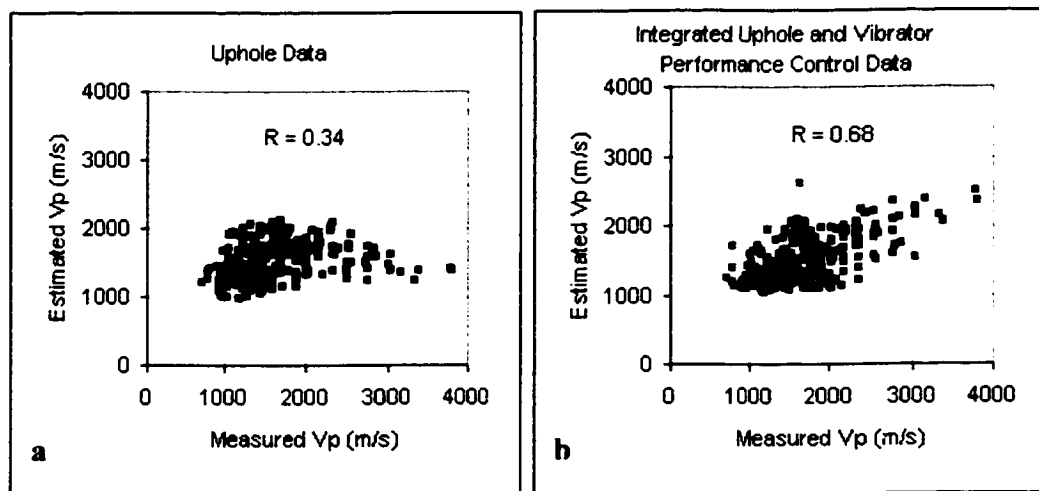 Uphole Data
4000
3000
2000
1000
0
R = 0.34
Estimated Vp (m/s)
0 1000 2000 3000 4000
Measured Vp (m/s)
a
Integrated Uphole and Vibrator
Performance Control Data
4000
3000
2000
1000
0
R = 0.68
Estimated Vp (m/s)
0 1000 2000 3000 4000
Measured Vp (m/s)
b